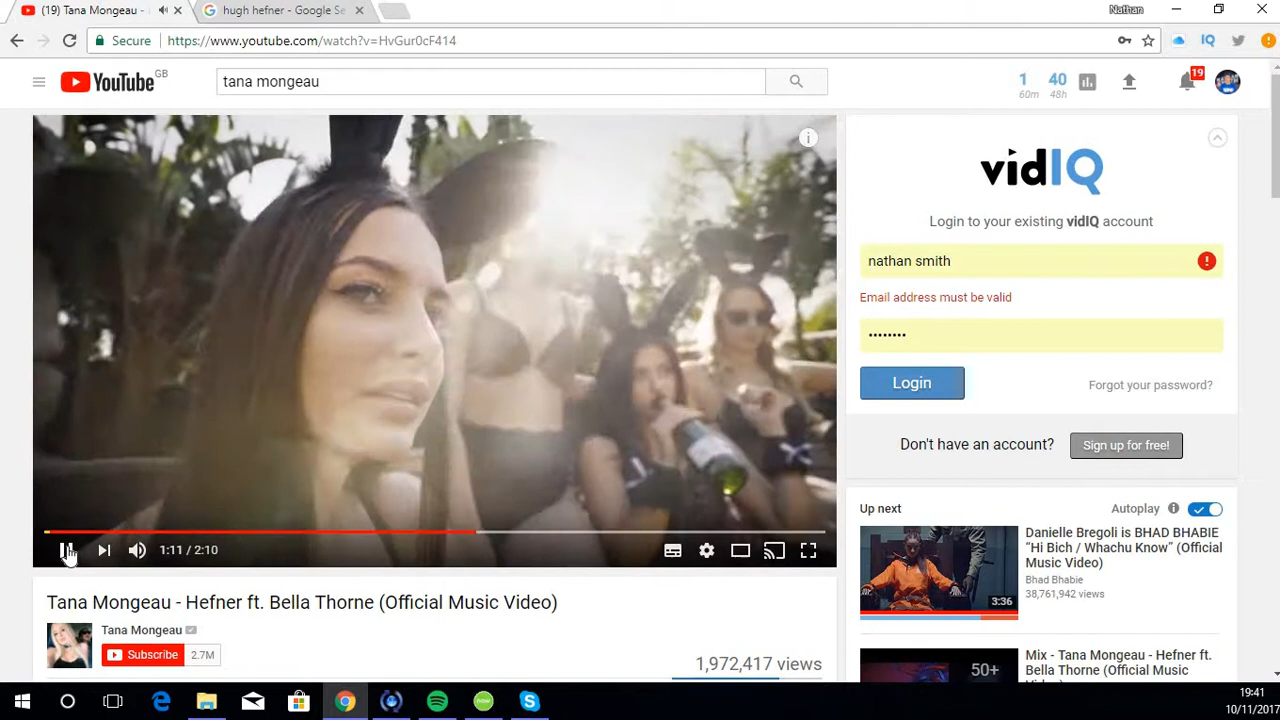 (19) Tana Mongeau -
hugh hefner - Google Se
Nathan
Secure
https://www.youtube.com/watch?v=HvGur0cF414
IQ
YouTube GB
tana mongeau
1
60m
40
48h
19
i
vidIQ
Login to your existing vidIQ account
nathan smith
!
Email address must be valid
••••••••
Login
Forgot your password?
Don't have an account?
Sign up for free!
1:11 / 2:10
Up next
Autoplay
Danielle Bregoli is BHAD BHABIE
“Hi Bich / Whachu Know” (Official
Music Video)
Bhad Bhabie
38,761,942 views
3:36
Tana Mongeau - Hefner ft. Bella Thorne (Official Music Video)
Tana Mongeau
Subscribe
2.7M
1,972,417 views
50+
Mix - Tana Mongeau - Hefner ft.
Bella Thorne (Official Music
now
19:41
10/11/2017